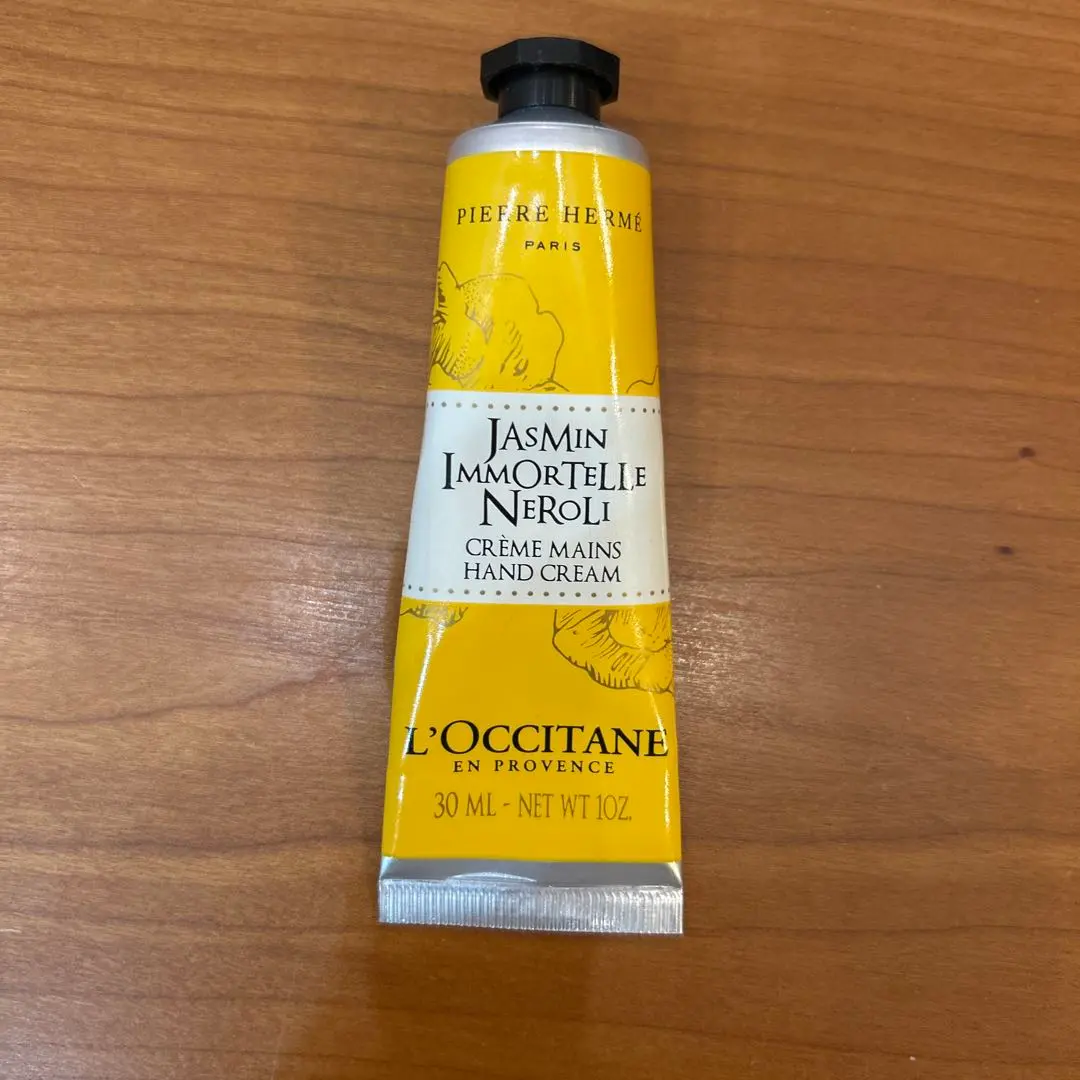 PIERRE HERMÉ
PARIS
JASMIN
IMMORTELLE
NEROLI
CRÈME MAINS
HAND CREAM
L'OCCITANE
EN PROVENCE
30 ML - NET WT 1OZ.